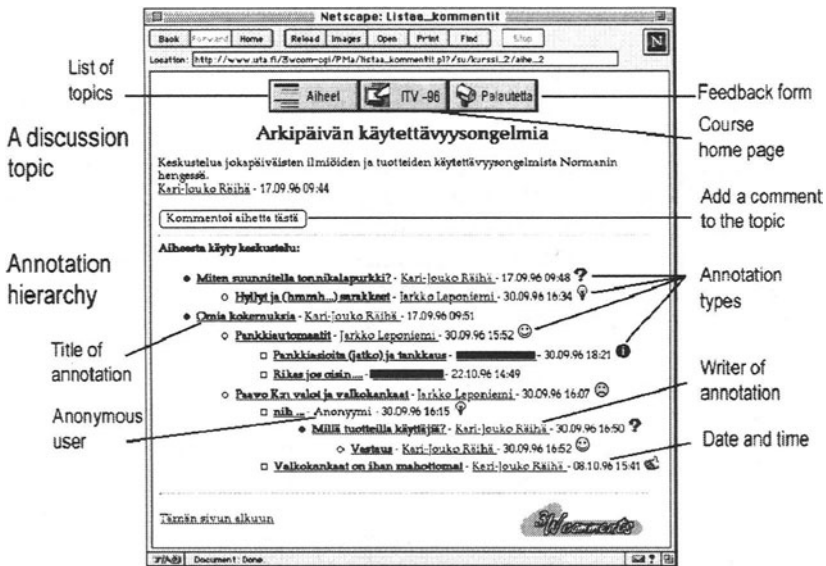 Netscape: Listaa_kommentit
Back Forward Home Reload Images Open Print Find Stop
N
Location: http://www.uta.fi/3wcom-cgi/PMa/listaa_kommentit.pl?/su/kurssi_2/aihe_2
List of topics
Aiheet ITV -96 Palautetta
Feedback form
Course home page
A discussion topic
Arkipäivän käytettävyysongelmia
Keskustelua jokapäiväisten ilmiöiden ja tuotteiden käytettävyysongelmista Normanin
hengessä.
Kari-Jouko Räihä - 17.09.96 09:44
Add a comment to the topic
Kommentoi aihetta tästä
Aiheesta käyty keskustelu:
Annotation hierarchy
Annotation types
Miten suunnitella tonnikalapurkki? - Kari-Jouko Räihä - 17.09.96 09:48 ?
Hyllyt ja (hmmh...) sarakkeet - Jarkko Leponiemi - 30.09.96 16:34
Omia kokemuksia - Kari-Jouko Räihä - 17.09.96 09:51
Pankkiautomaatit - Jarkko Leponiemi - 30.09.96 15:52
Title of annotation
Pankkiasioita (jatko) ja tankkaus - - 30.09.96 18:21 i
Rikas jos oisin.... - - 22.10.96 14:49
Writer of annotation
Paavo K:n valot ja valkokankaat - Jarkko Leponiemi - 30.09.96 16:07
Anonymous user
niih ... - Anonyymi - 30.09.96 16:15
Millä tuotteilla käyttäjiä? - Kari-Jouko Räihä - 30.09.96 16:50 ?
Date and time
Vastaus - Kari-Jouko Räihä - 30.09.96 16:52
Valkokankaat on ihan mahottomat - Kari-Jouko Räihä - 08.10.96 15:41
Tämän sivun alkuun
3Wcomments
Document: Done.
?